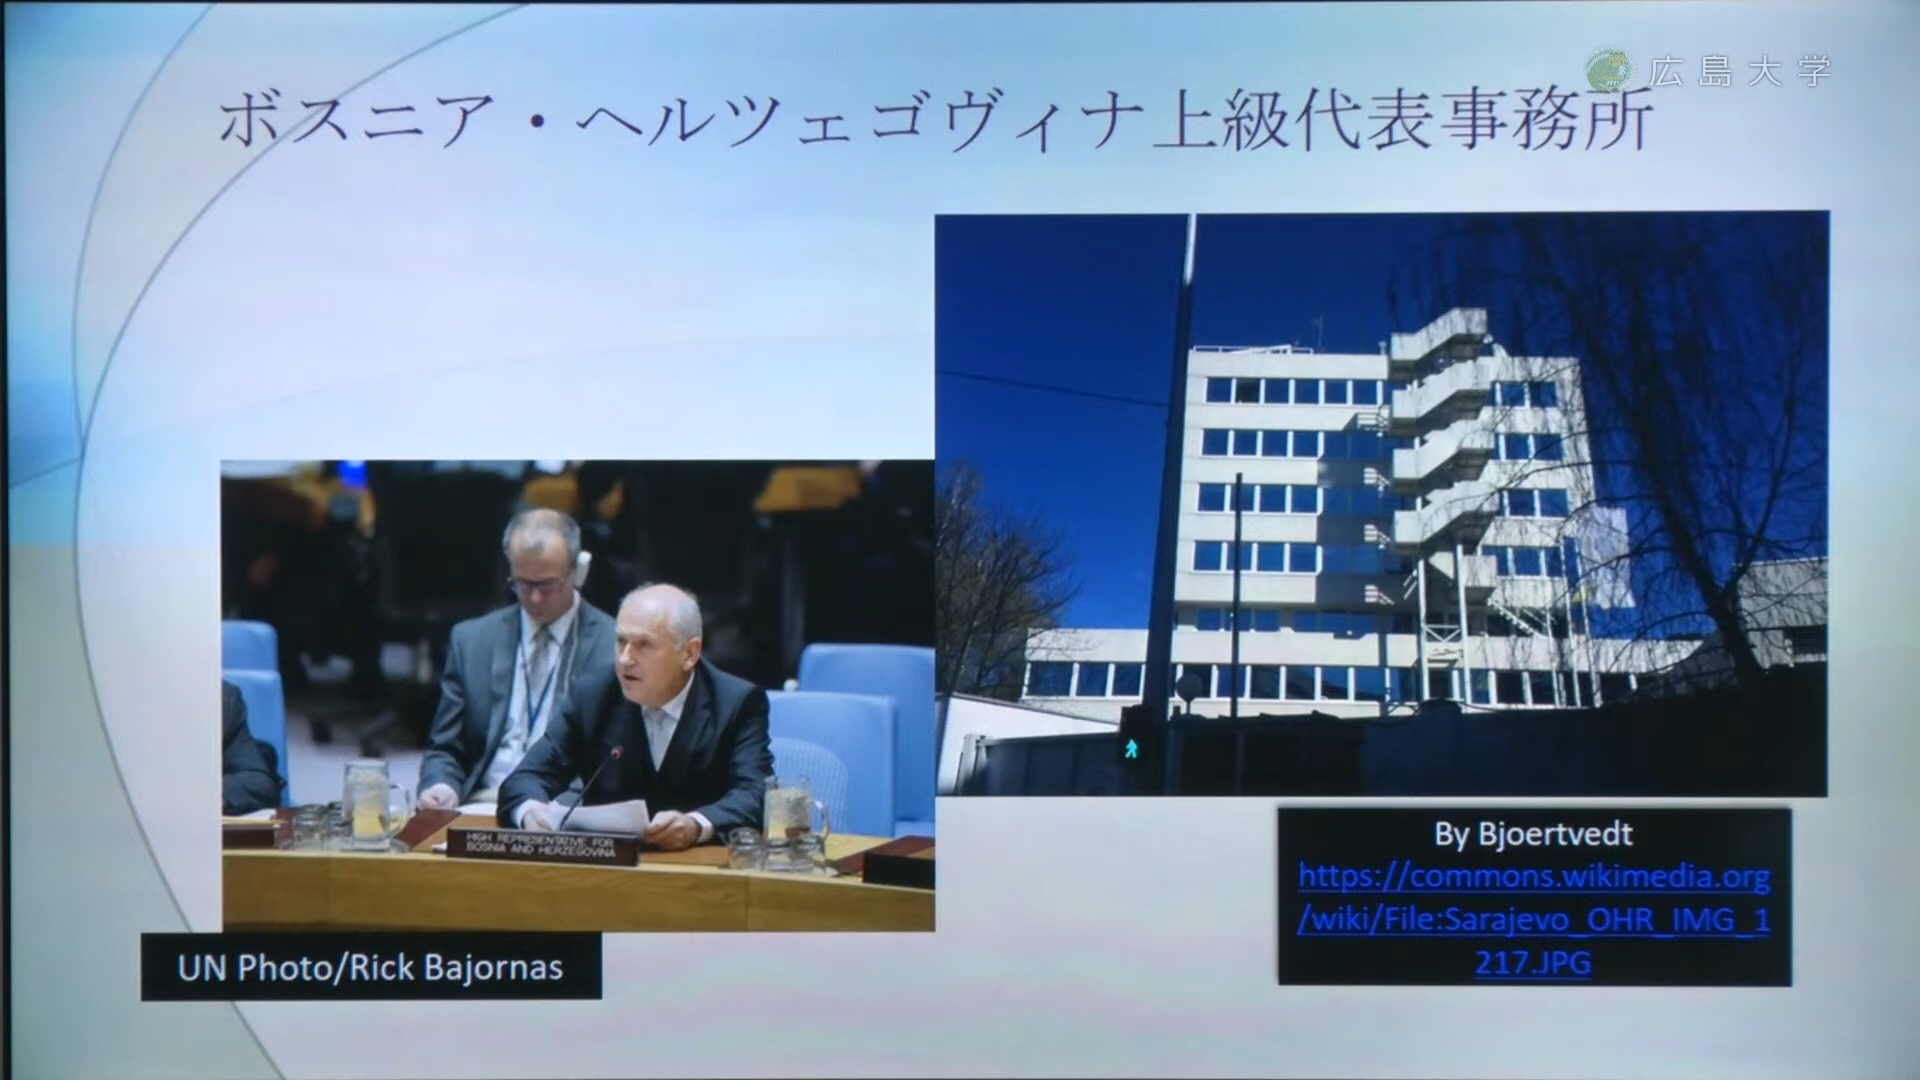 広島大学
ボスニア・ヘルツェゴヴィナ上級代表事務所
HIGH REPRESENTATIVE FOR
BOSNIA AND HERZEGOVINA
UN Photo/Rick Bajornas
By Bjoertvedt
https://commons.wikimedia.org
/wiki/File:Sarajevo_OHR_IMG_1
217.JPG